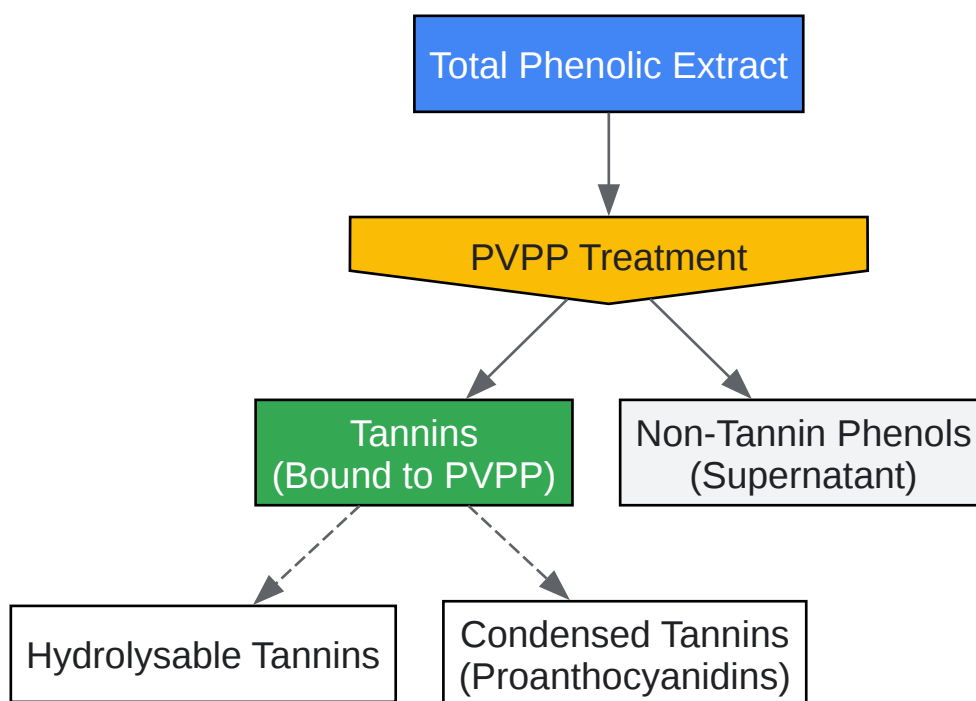 Total Phenolic Extract
PVPP Treatment
Tannins
(Bound to PVPP)
Non-Tannin Phenols
(Supernatant)
Hydrolysable Tannins
Condensed Tannins
(Proanthocyanidins)